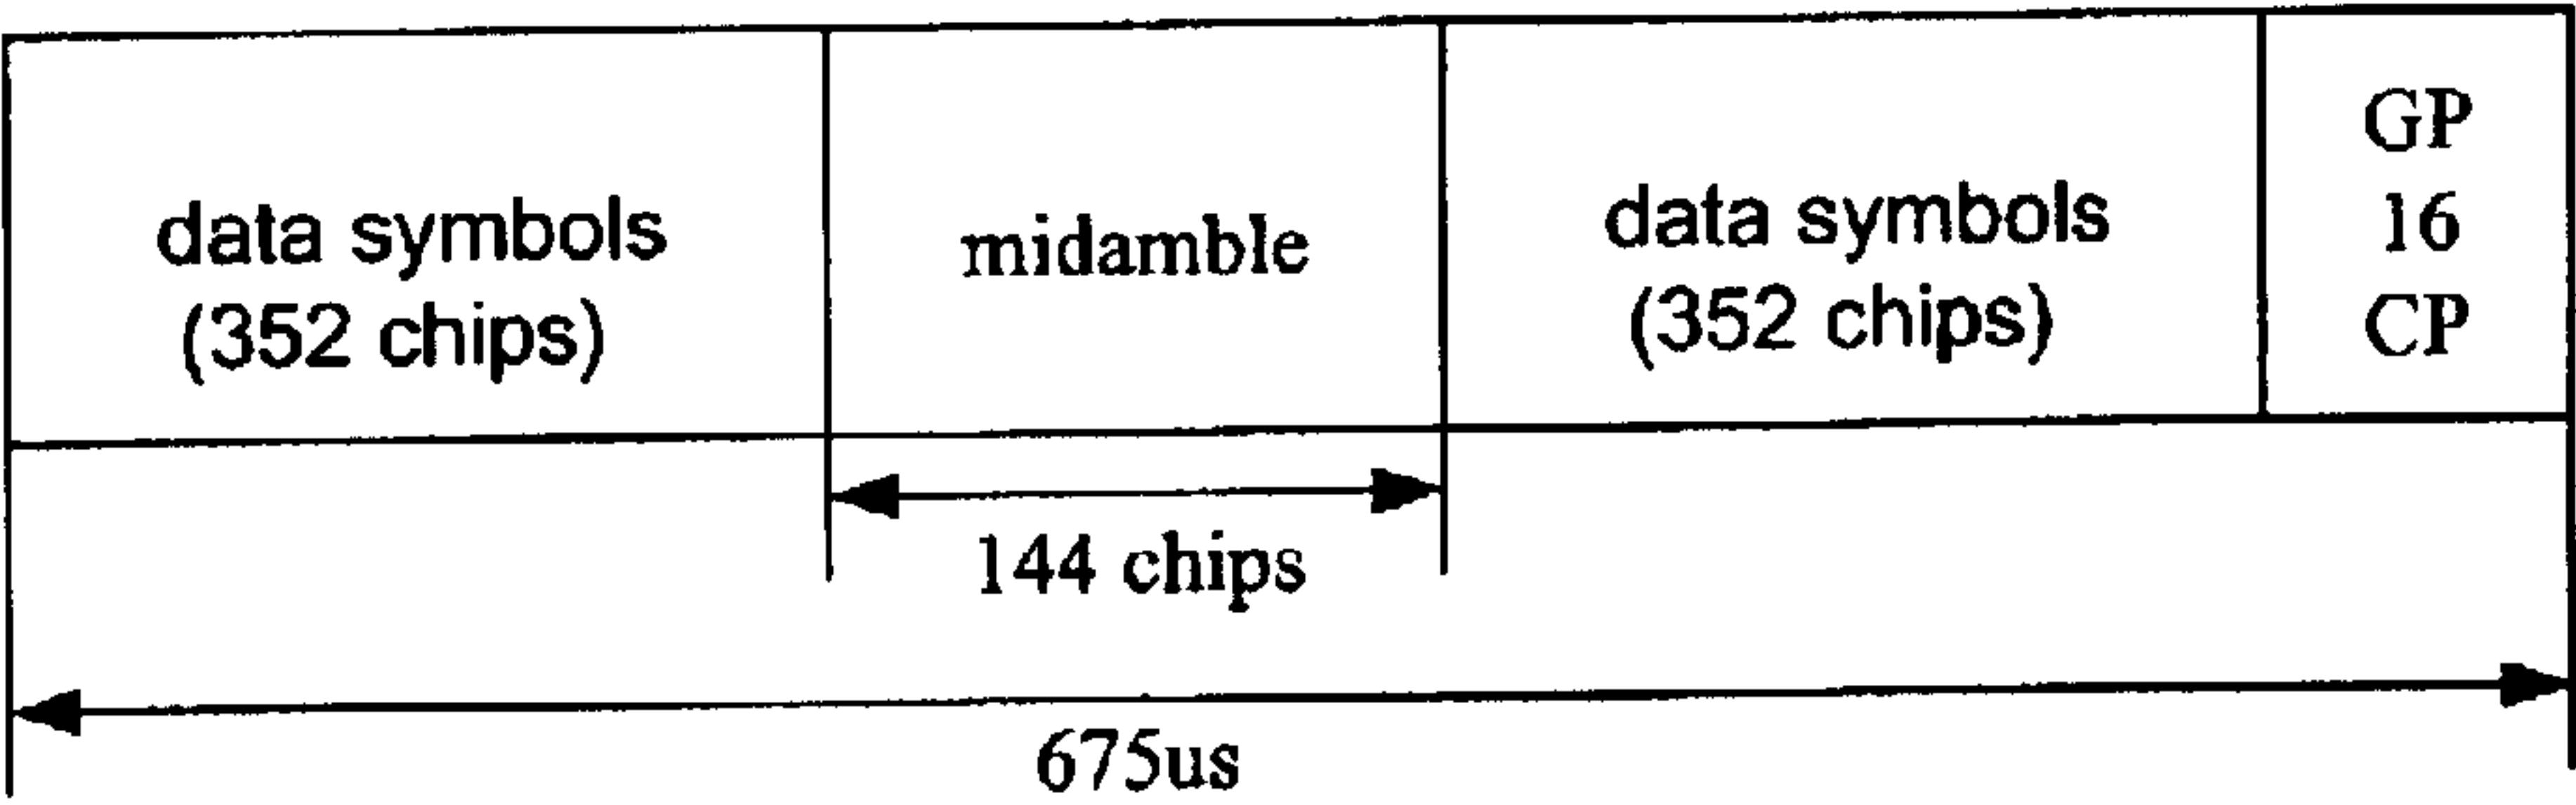 data symbols
(352 chips)
midamble
data symbols
(352 chips)
GP
16
CP
144 chips
675us